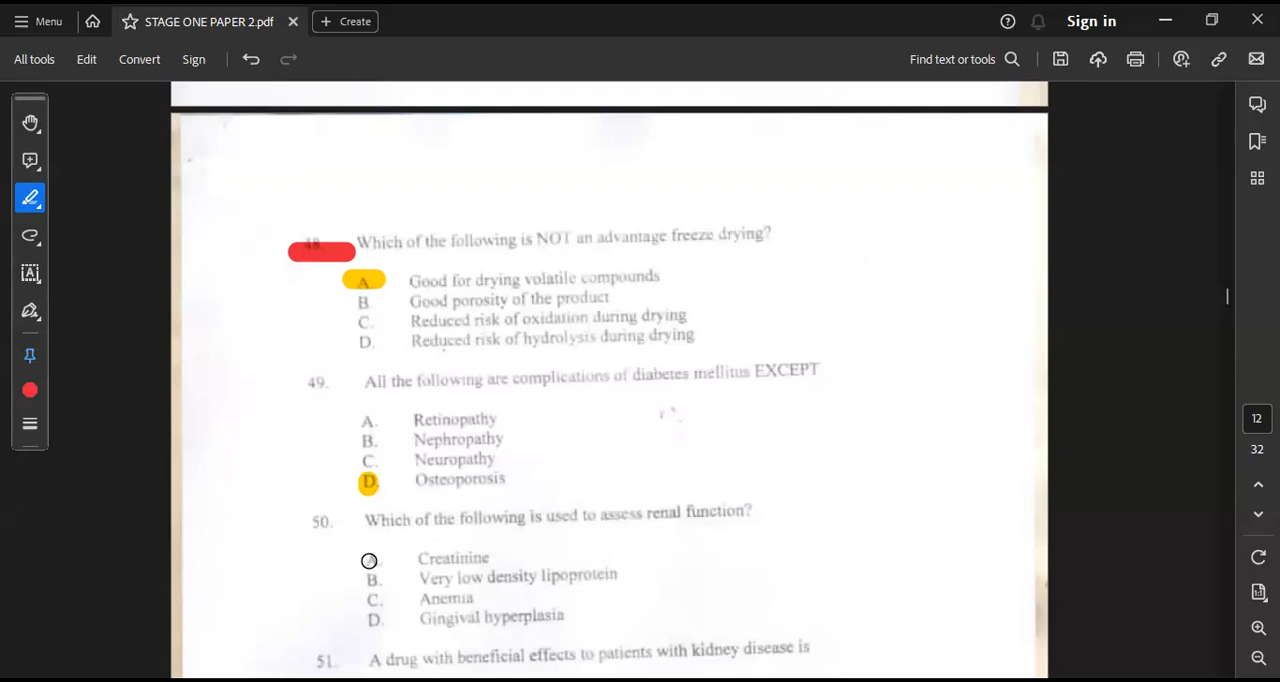 Menu
STAGE ONE PAPER 2.pdf
Create
Sign in
All tools
Edit
Convert
Sign
Find text or tools
48. Which of the following is NOT an advantage freeze drying?
A Good for drying volatile compounds
B. Good porosity of the product
C. Reduced risk of oxidation during drying
D. Reduced risk of hydrolysis during drying
49. All the following are complications of diabetes mellitus EXCEPT
A. Retinopathy
B. Nephropathy
C. Neuropathy
D. Osteoporosis
50. Which of the following is used to assess renal function?
A. Creatinine
B. Very low density lipoprotein
C. Anemia
D. Gingival hyperplasia
51. A drug with beneficial effects to patients with kidney disease is
12
32
1:1